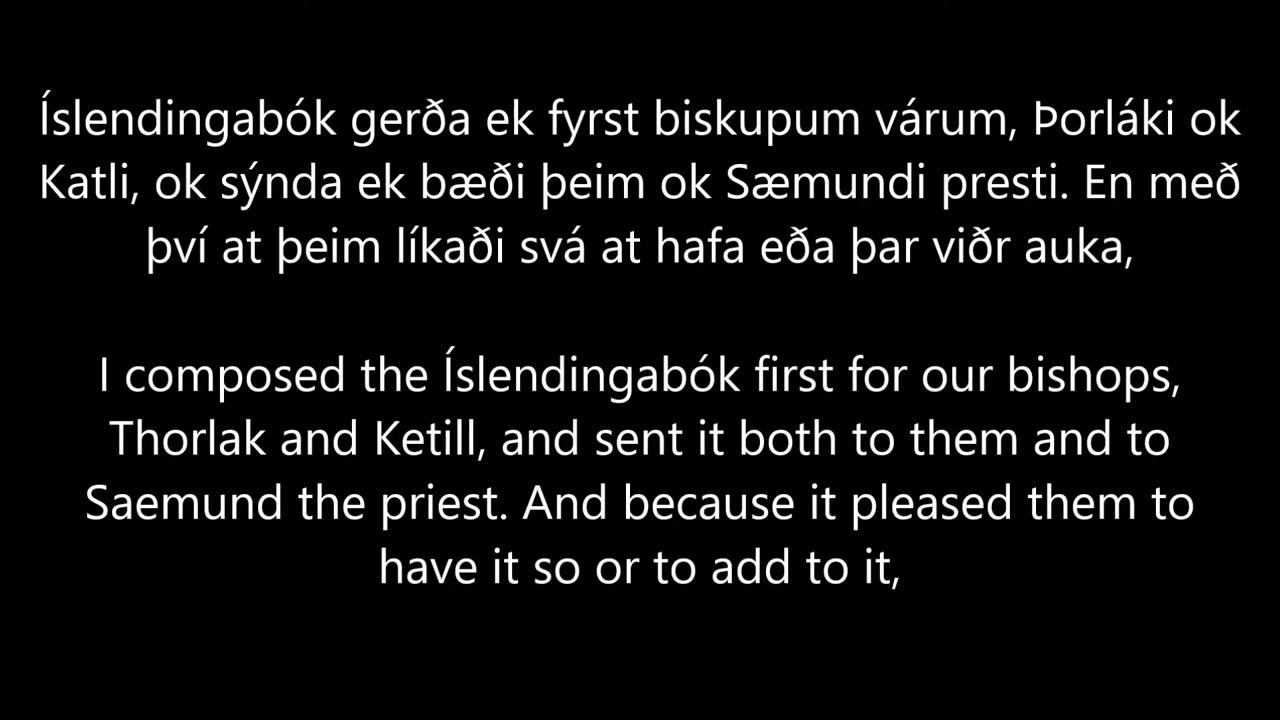 Íslendingabók gerða ek fyrst biskupum várum, Þorláki ok
Katli, ok sýnda ek bæði þeim ok Sæmundi presti. En með
því at þeim líkaði svá at hafa eða þar viðr auka,
I composed the Íslendingabók first for our bishops,
Thorlak and Ketill, and sent it both to them and to
Saemund the priest. And because it pleased them to
have it so or to add to it,